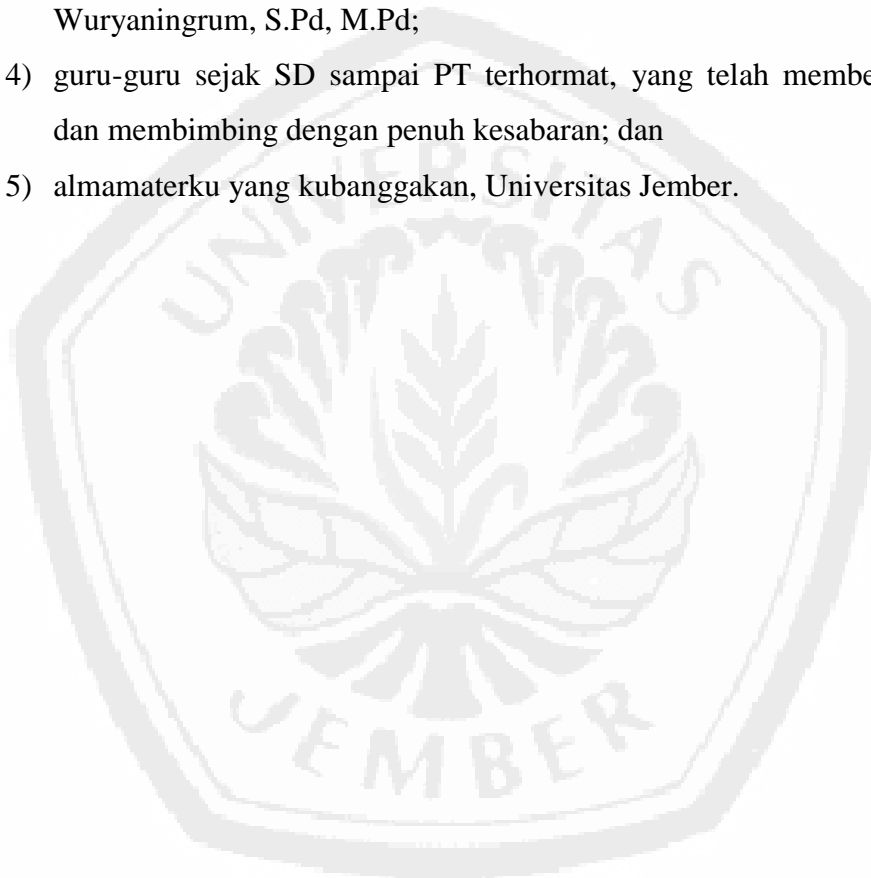 Wuryaningrum, S.Pd, M.Pd;
4) guru-guru sejak SD sampai PT terhormat, yang telah membe
dan membimbing dengan penuh kesabaran; dan
5) almamaterku yang kubanggakan, Universitas Jember.
UNIVERSITAS
JEMBER